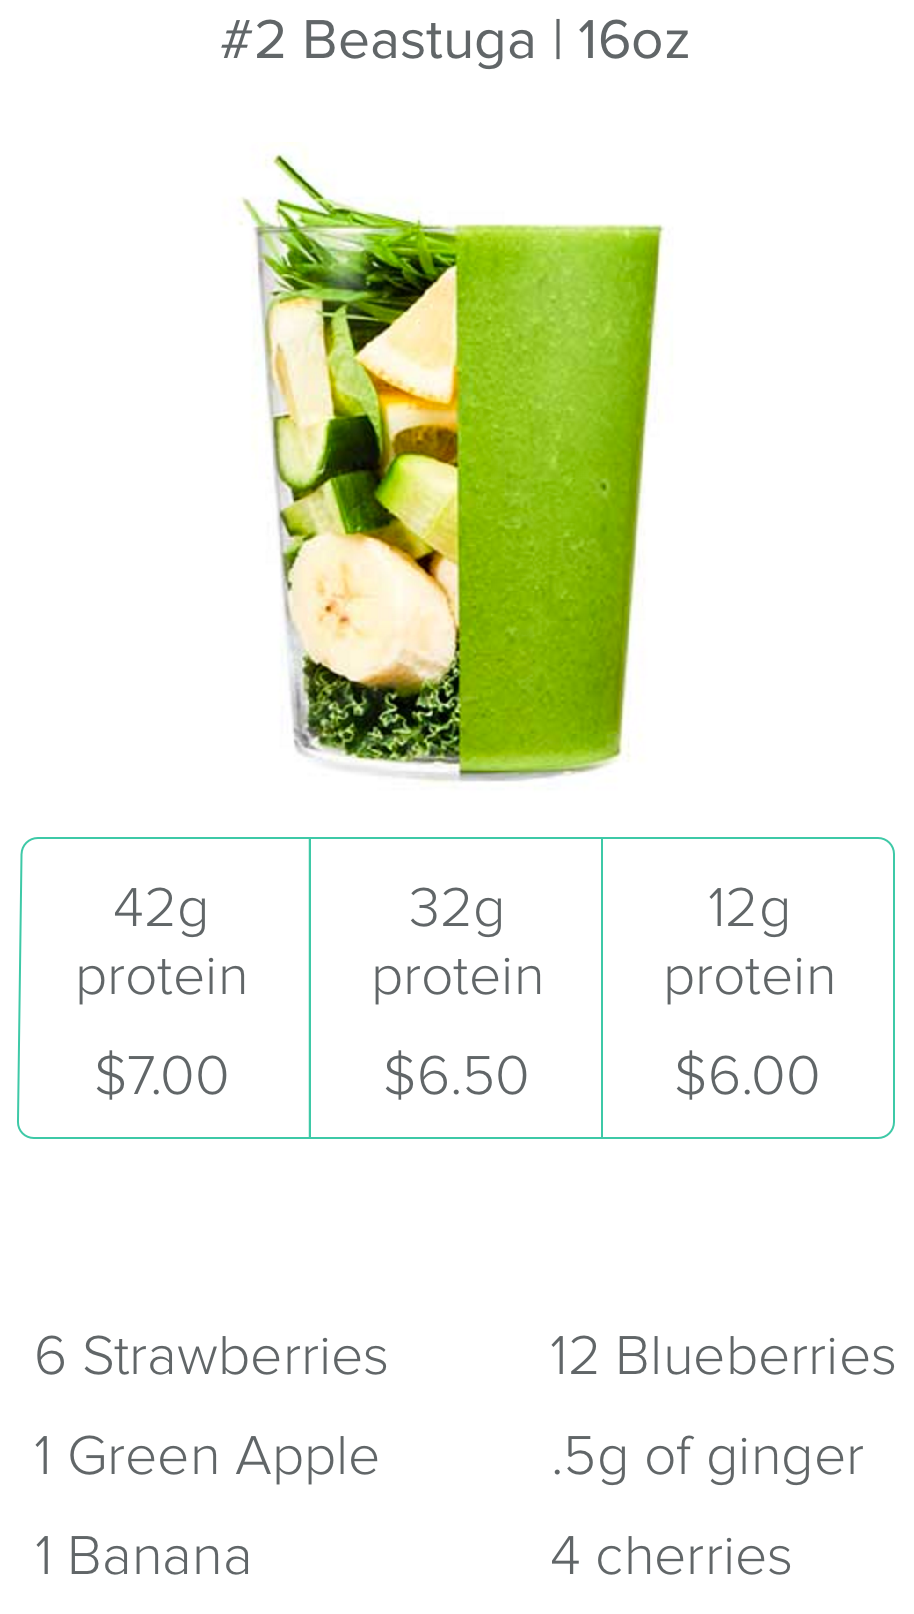 #2 Beastuga | 16oz
42g
protein
$7.00
32g
protein
$6.50
12g
protein
$6.00
6 Strawberries
12 Blueberries
1 Green Apple
.5g of ginger
1 Banana
4 cherries